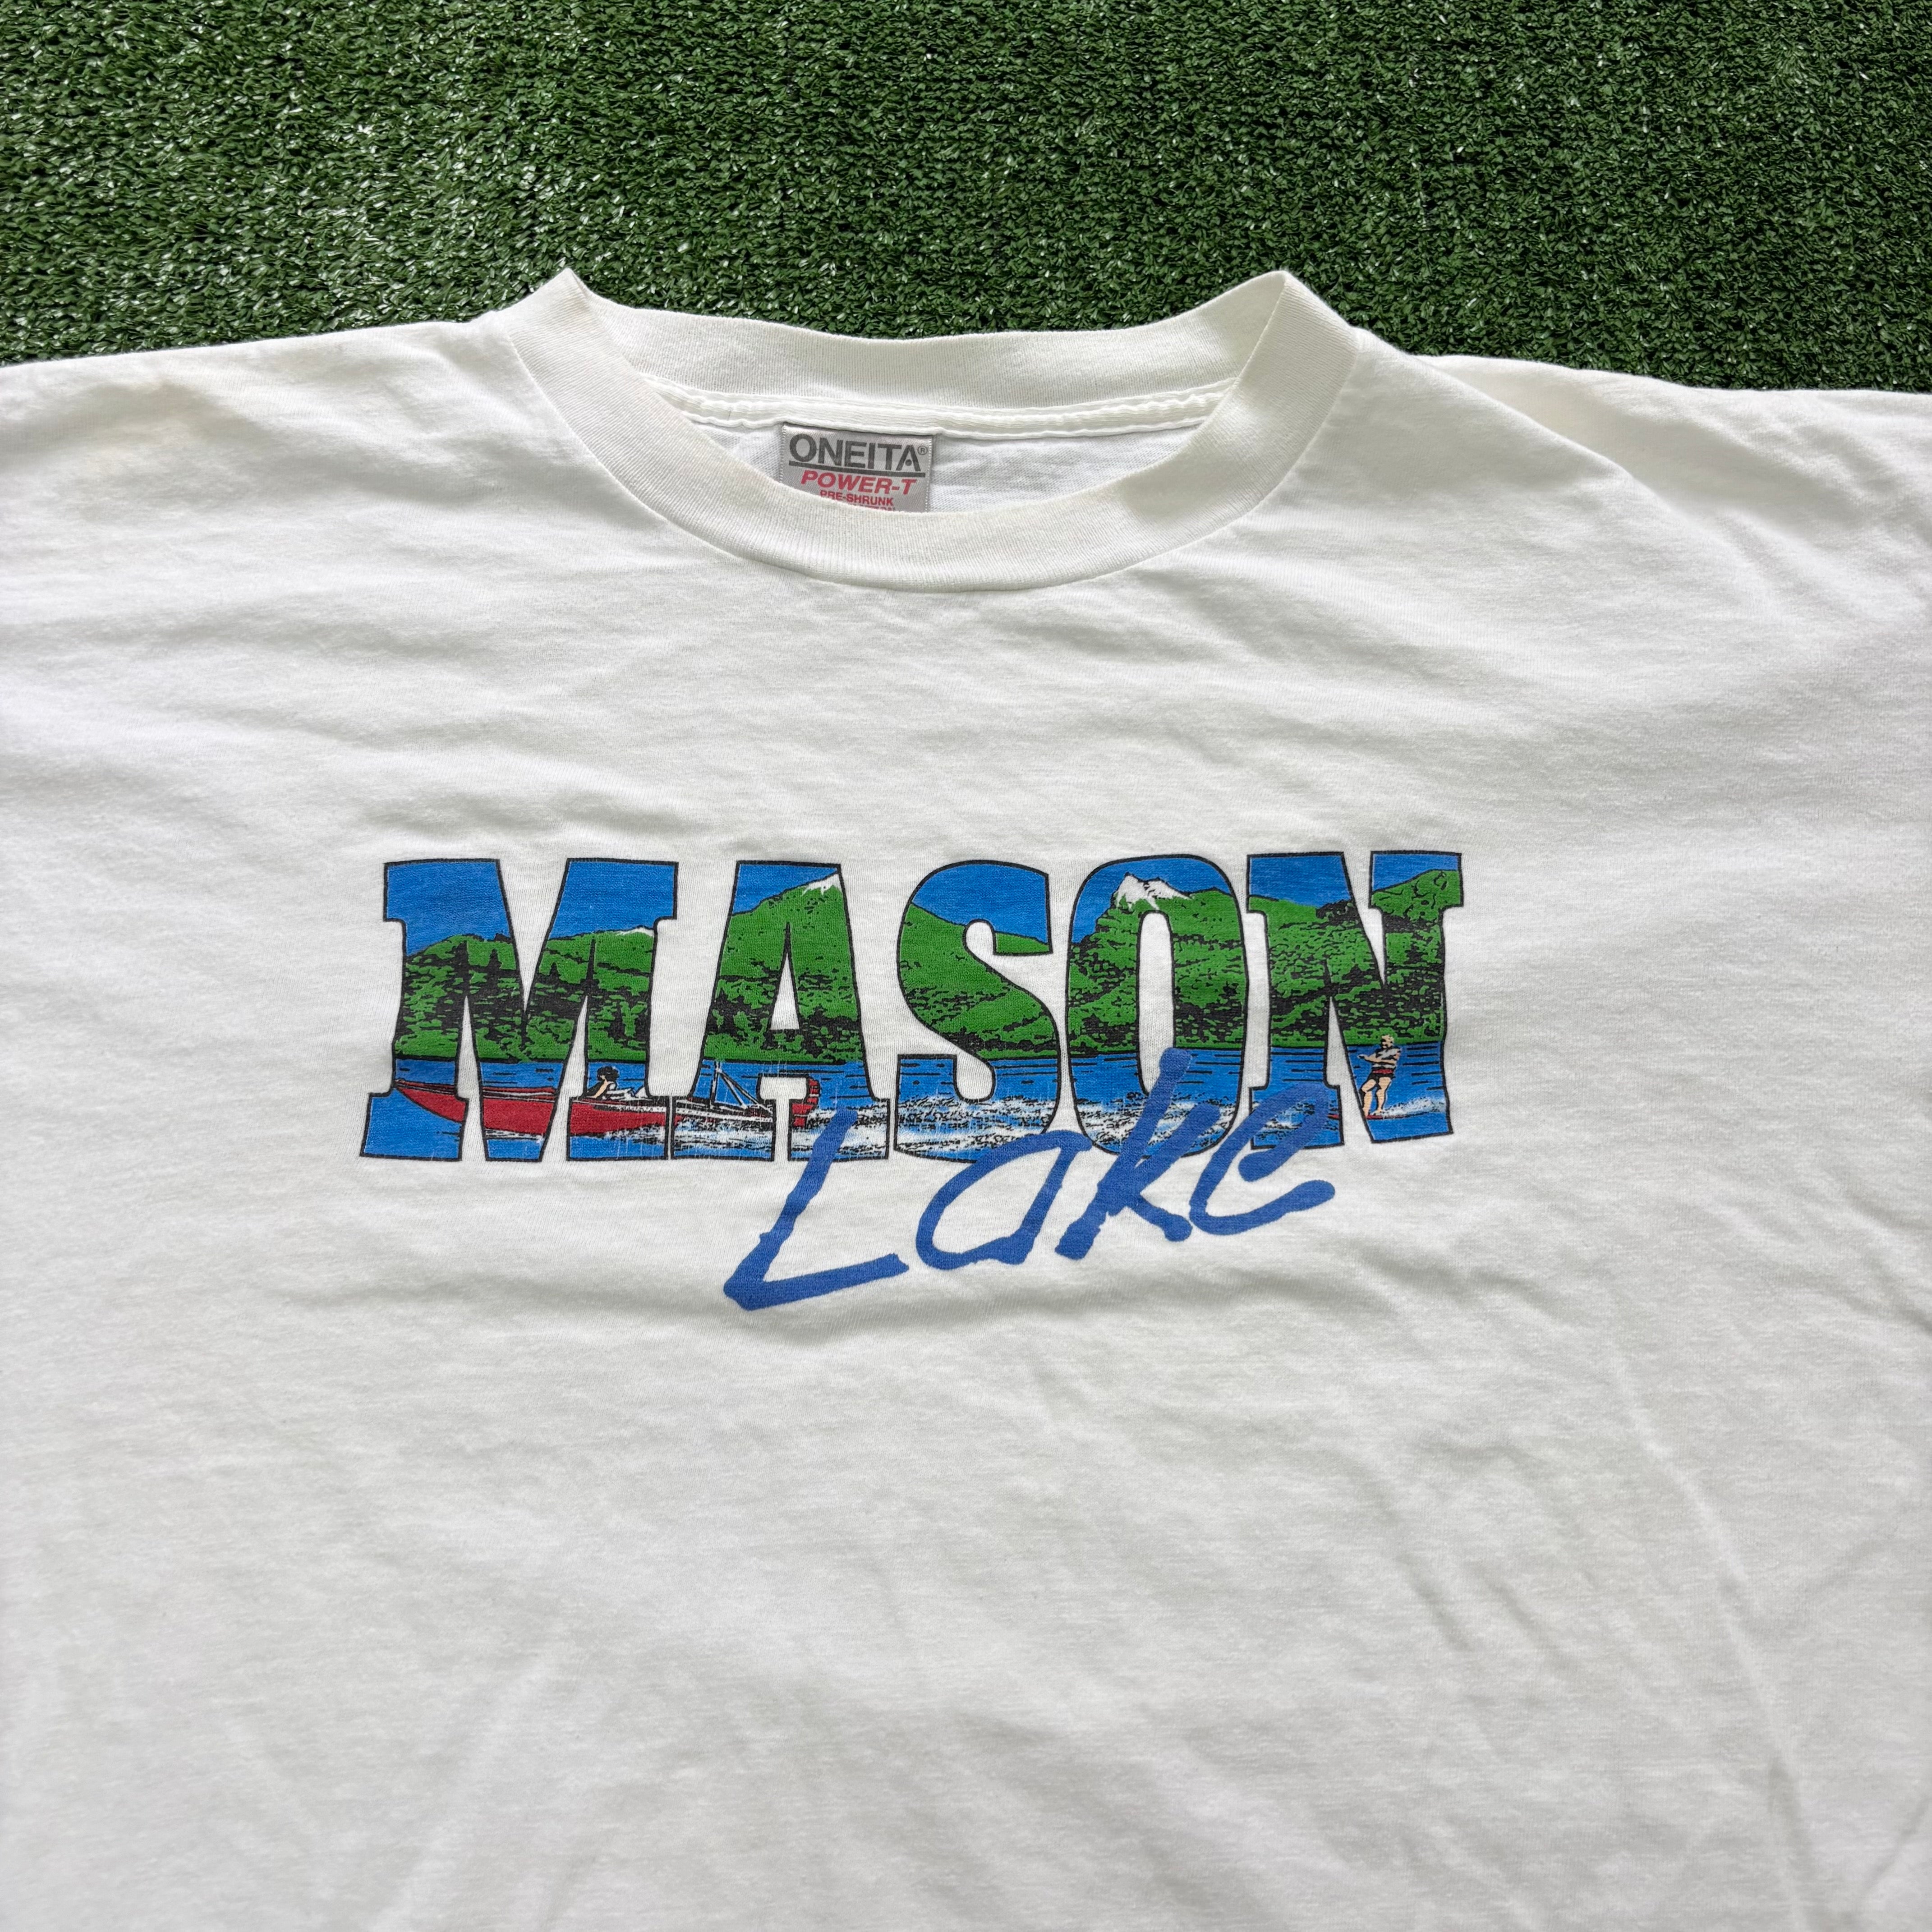 ONEITA®
POWER-T
PRE-SHRUNK
MASON
Lake